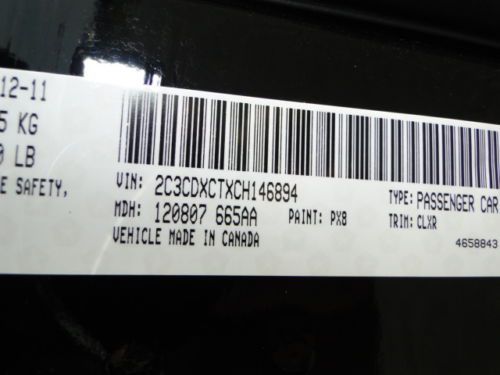 12-11
5 KG
0 LB
E SAFETY,
VIN: 2C3CDXCTXCH146894
TYPE: PASSENGER CAR
MDH: 120807 665AA PAINT: PX8
TRIM: CLXR
VEHICLE MADE IN CANADA
4658843